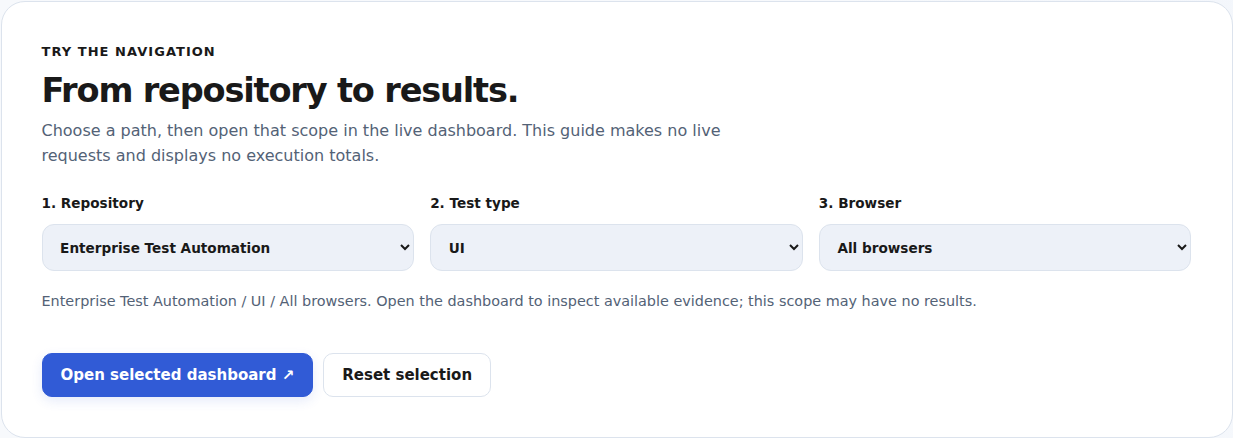 TRY THE NAVIGATION
From repository to results.
Choose a path, then open that scope in the live dashboard. This guide makes no live
requests and displays no execution totals.
1. Repository
2. Test type
3. Browser
Enterprise Test Automation
UI
All browsers
Enterprise Test Automation / UI / All browsers. Open the dashboard to inspect available evidence; this scope may have no results.
Open selected dashboard ↗
Reset selection